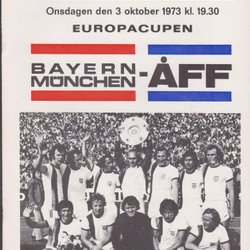 Onsdagen den 3 oktober 1973 kl. 19.30
EUROPACUPEN
BAYERN
MÜNCHEN
-ÅFF